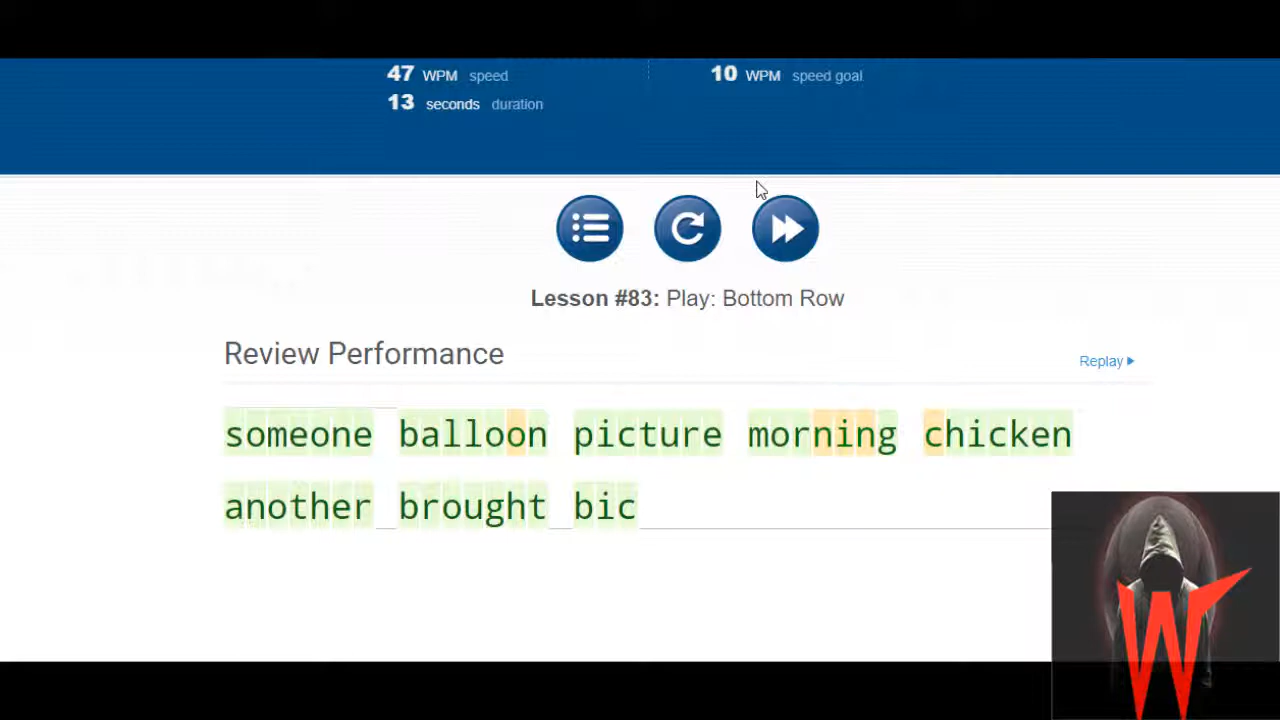 47 WPM speed 10 WPM speed goal
13 seconds duration
Lesson #83: Play: Bottom Row
Review Performance Replay
someone balloon picture morning chicken
another brought bic
W